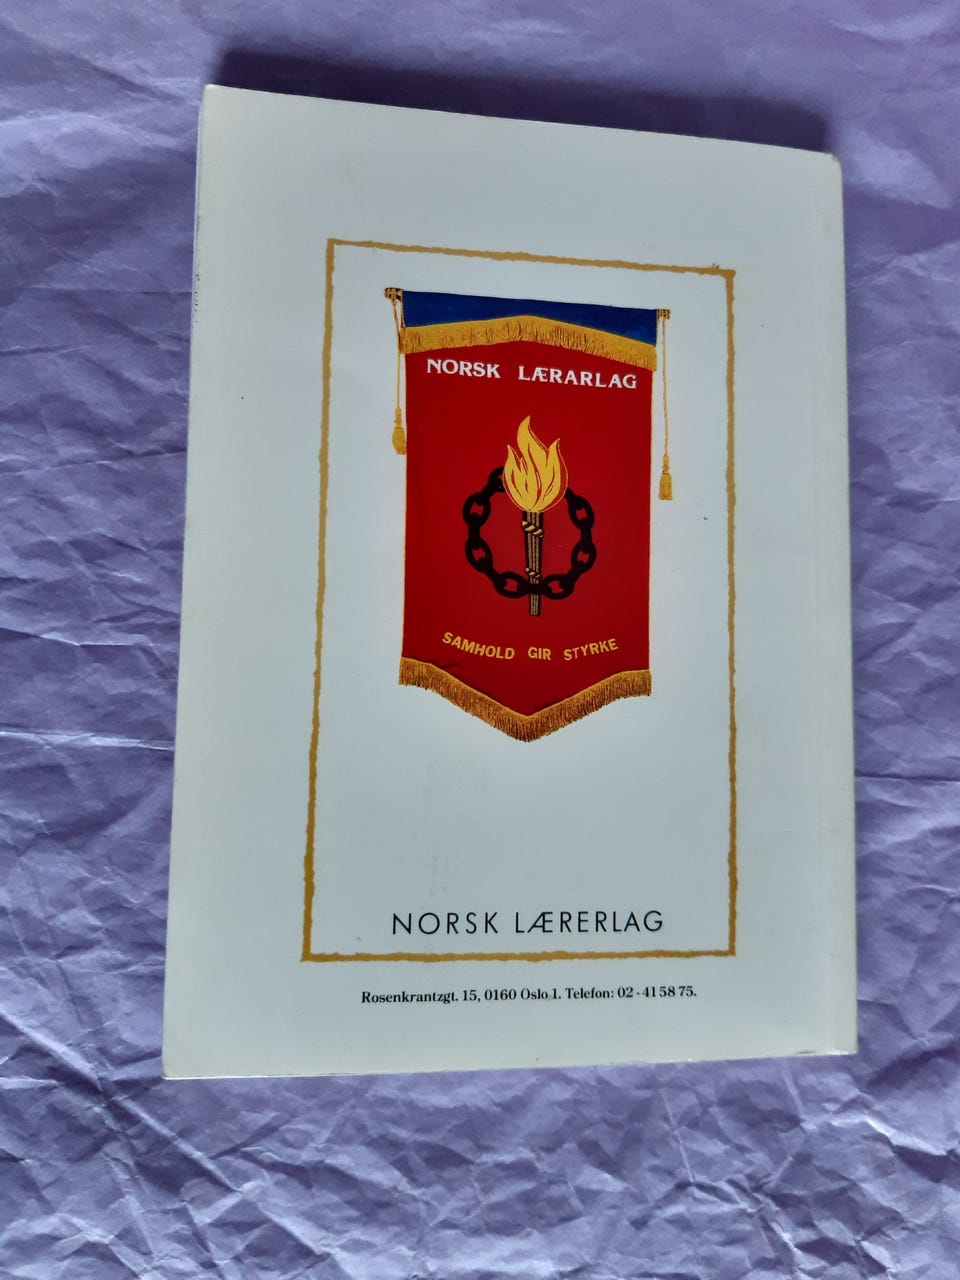 NORSK LÆRARLAG
SAMHOLD GIR STYRKE
NORSK LÆRERLAG
Rosenkrantzgt. 15, 0160 Oslo 1. Telefon: 02 - 41 58 75.